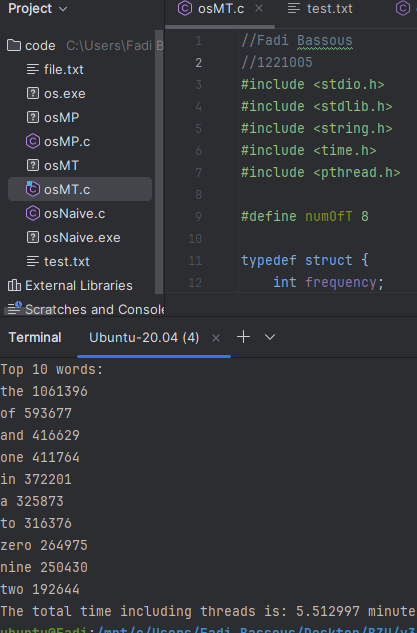 Project
code C:\Users\Fadi B
file.txt
os.exe
osMP
osMP.c
osMT
osMT.c
osNaive.c
osNaive.exe
test.txt
External Libraries
Scratches and Console
osMT.c
test.txt
1 //Fadi Bassous
2 //1221005
3 #include <stdio.h>
4 #include <stdlib.h>
5 #include <string.h>
6 #include <time.h>
7 #include <pthread.h>
8
9 #define numOfT 8
10
11 typedef struct {
12 int frequency;
Terminal Ubuntu-20.04 (4)
Top 10 words:
the 1061396
of 593677
and 416629
one 411764
in 372201
a 325873
to 316376
zero 264975
nine 250430
two 192644
The total time including threads is: 5.512997 minute
ubuntu@Fadi:/mnt/c/Users/Fadi Bassous/Desktop/BZU/y3